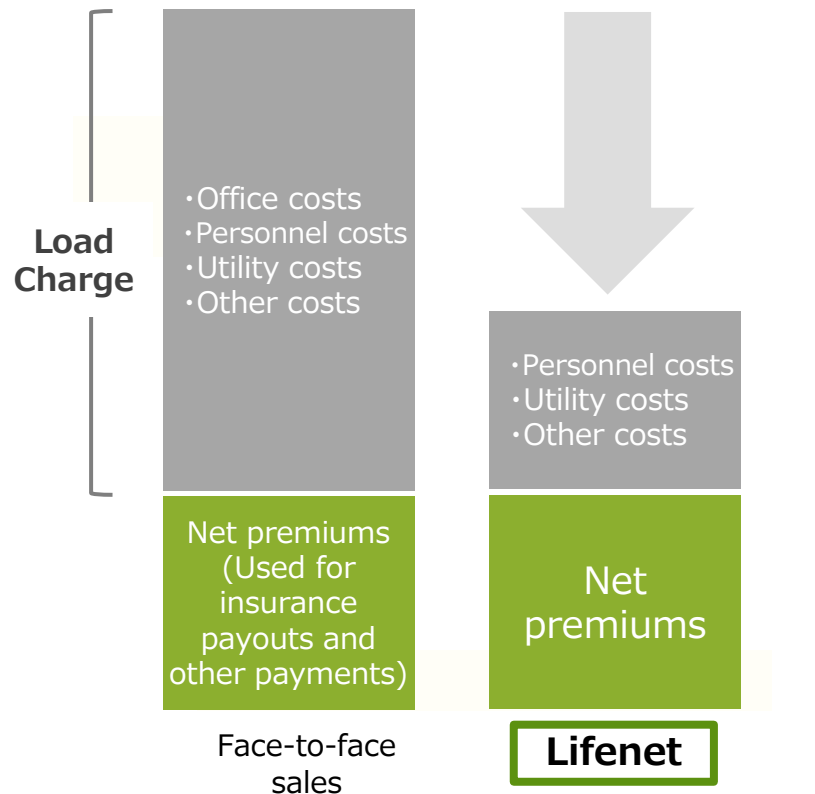 Load
Charge
・Office costs
・Personnel costs
・Utility costs
・Other costs
・Personnel costs
・Utility costs
・Other costs
Net premiums
(Used for
insurance
payouts and
other payments)
Net
premiums
Face-to-face
sales
Lifenet